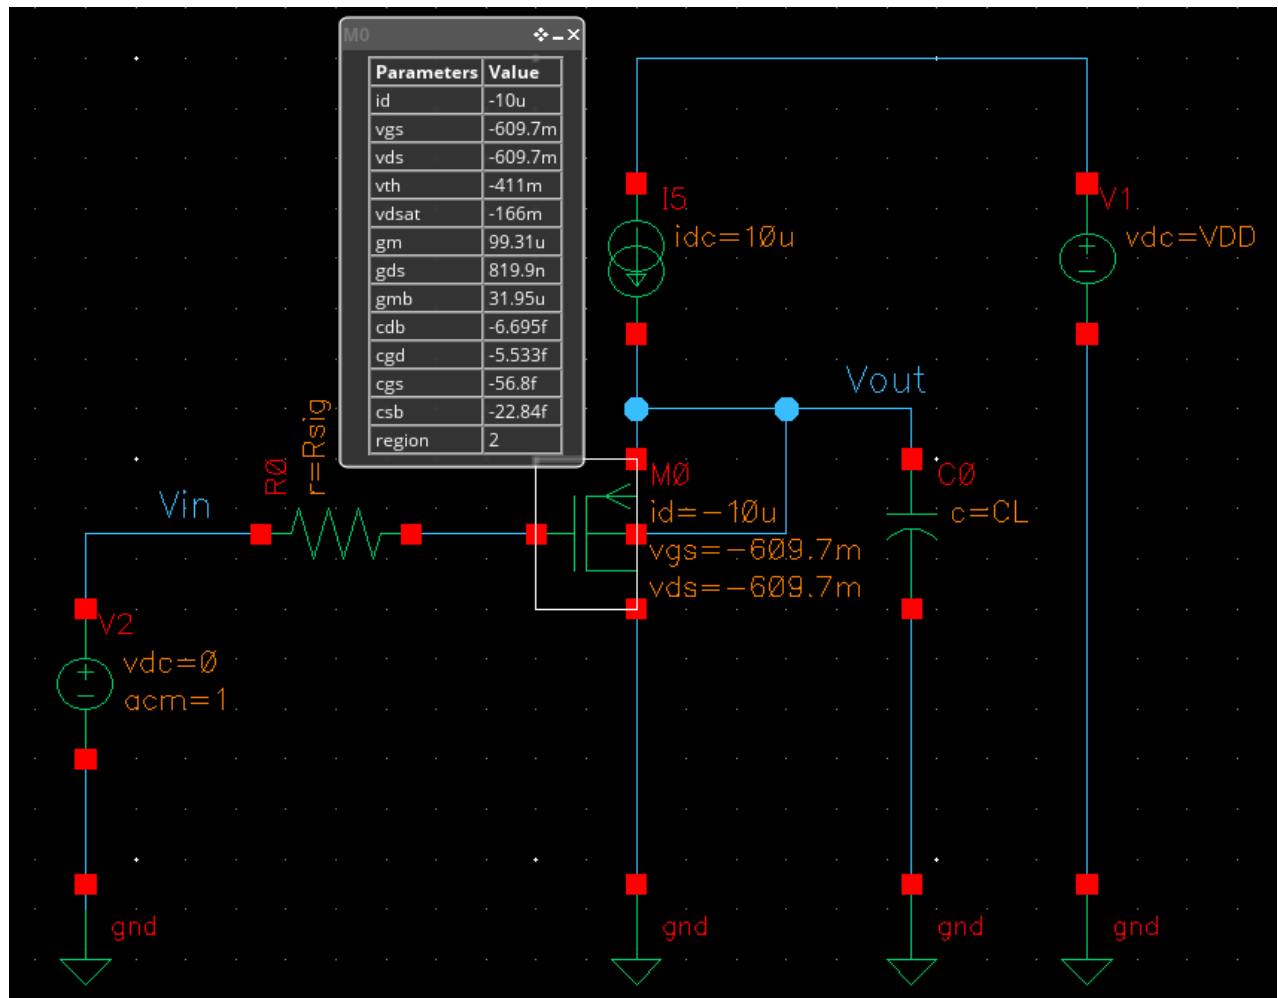 M0
Parameters Value
id -10u
vgs -609.7m
vds -609.7m
vth -411m
vdsat -166m
gm 99.31u
gds 819.9n
gmb 31.95u
cdb -6.695f
cgd -5.533f
cgs -56.8f
csb -22.84f
region 2
I5
idc=10u
V1
vdc=VDD
Vout
R0
r=Rsig
Vin
M0
id=-10u
vgs=-609.7m
vds=-609.7m
C0
c=CL
V2
vdc=0
acm=1
gnd
gnd
gnd
gnd